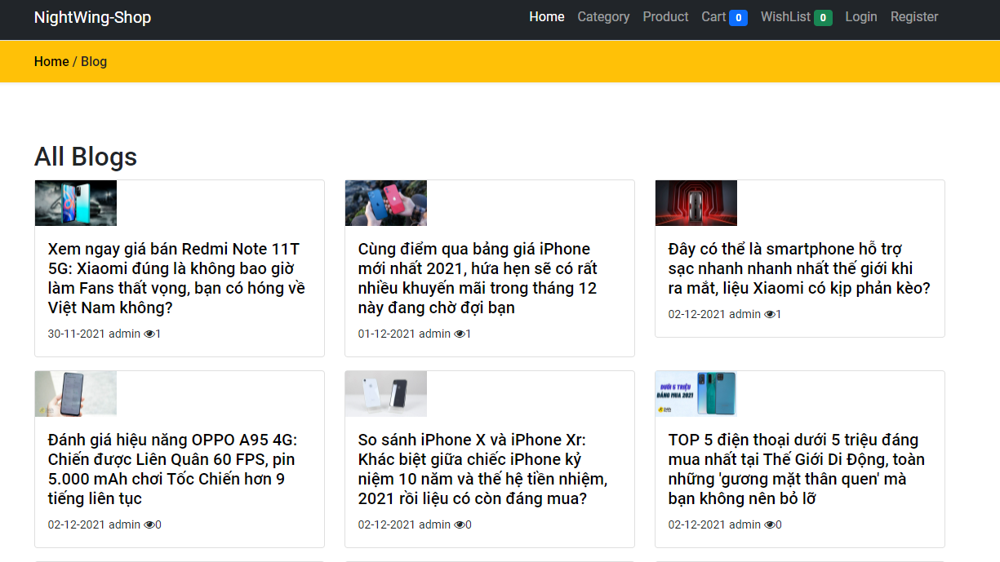 NightWing-Shop
Home Category Product Cart 0 WishList 0 Login Register
Home / Blog
All Blogs
Xem ngay giá bán Redmi Note 11T
5G: Xiaomi đúng là không bao giờ
làm Fans thất vọng, bạn có hóng về
Việt Nam không?
30-11-2021 admin 1
Cùng điểm qua bảng giá iPhone
mới nhất 2021, hứa hẹn sẽ có rất
nhiều khuyến mãi trong tháng 12
này đang chờ đợi bạn
01-12-2021 admin 1
Đây có thể là smartphone hỗ trợ
sạc nhanh nhanh nhất thế giới khi
ra mắt, liệu Xiaomi có kịp phản kèo?
02-12-2021 admin 1
Đánh giá hiệu năng OPPO A95 4G:
Chiến được Liên Quân 60 FPS, pin
5.000 mAh chơi Tốc Chiến hơn 9
tiếng liên tục
02-12-2021 admin 0
So sánh iPhone X và iPhone Xr:
Khác biệt giữa chiếc iPhone kỷ
niệm 10 năm và thế hệ tiền nhiệm,
2021 rồi liệu có còn đáng mua?
02-12-2021 admin 0
DƯỚI 5 TRIỆU
ĐÁNG MUA 2021
24h
TOP 5 điện thoại dưới 5 triệu đáng
mua nhất tại Thế Giới Di Động, toàn
những 'gương mặt thân quen' mà
bạn không nên bỏ lỡ
02-12-2021 admin 0